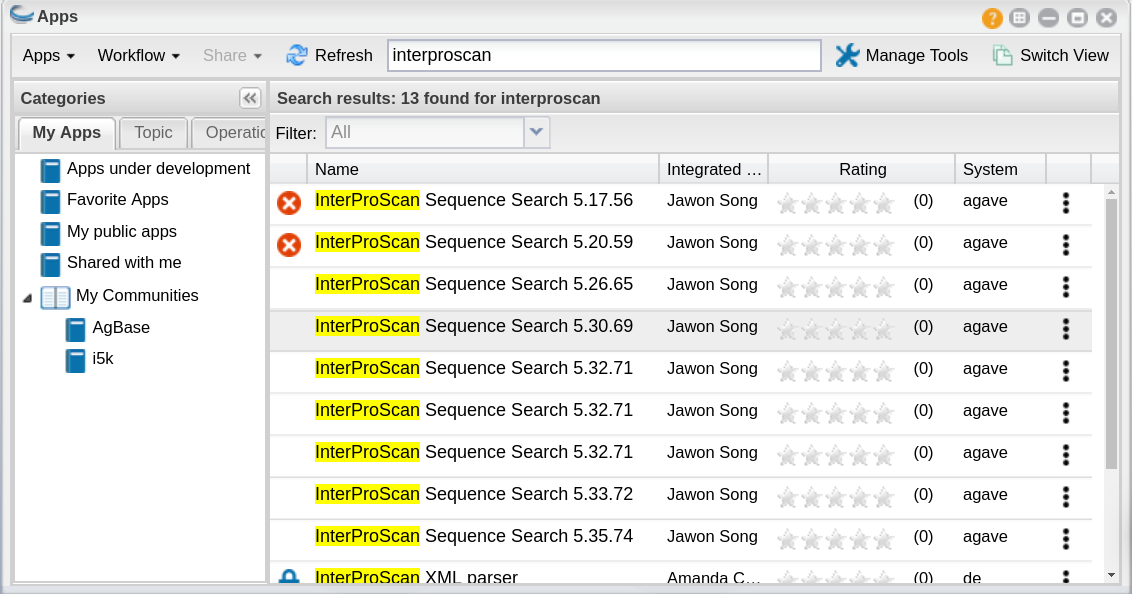 Apps
?
Apps Workflow Share Refresh interproscan Manage Tools Switch View
Categories
My Apps Topic Operatic
Apps under development
Favorite Apps
My public apps
Shared with me
My Communities
AgBase
i5k
Search results: 13 found for interproscan
Filter: All
Name Integrated ... Rating System
InterProScan Sequence Search 5.17.56 Jawon Song (0) agave
InterProScan Sequence Search 5.20.59 Jawon Song (0) agave
InterProScan Sequence Search 5.26.65 Jawon Song (0) agave
InterProScan Sequence Search 5.30.69 Jawon Song (0) agave
InterProScan Sequence Search 5.32.71 Jawon Song (0) agave
InterProScan Sequence Search 5.32.71 Jawon Song (0) agave
InterProScan Sequence Search 5.32.71 Jawon Song (0) agave
InterProScan Sequence Search 5.33.72 Jawon Song (0) agave
InterProScan Sequence Search 5.35.74 Jawon Song (0) agave
InterProScan XML parser Amanda C... (0) de